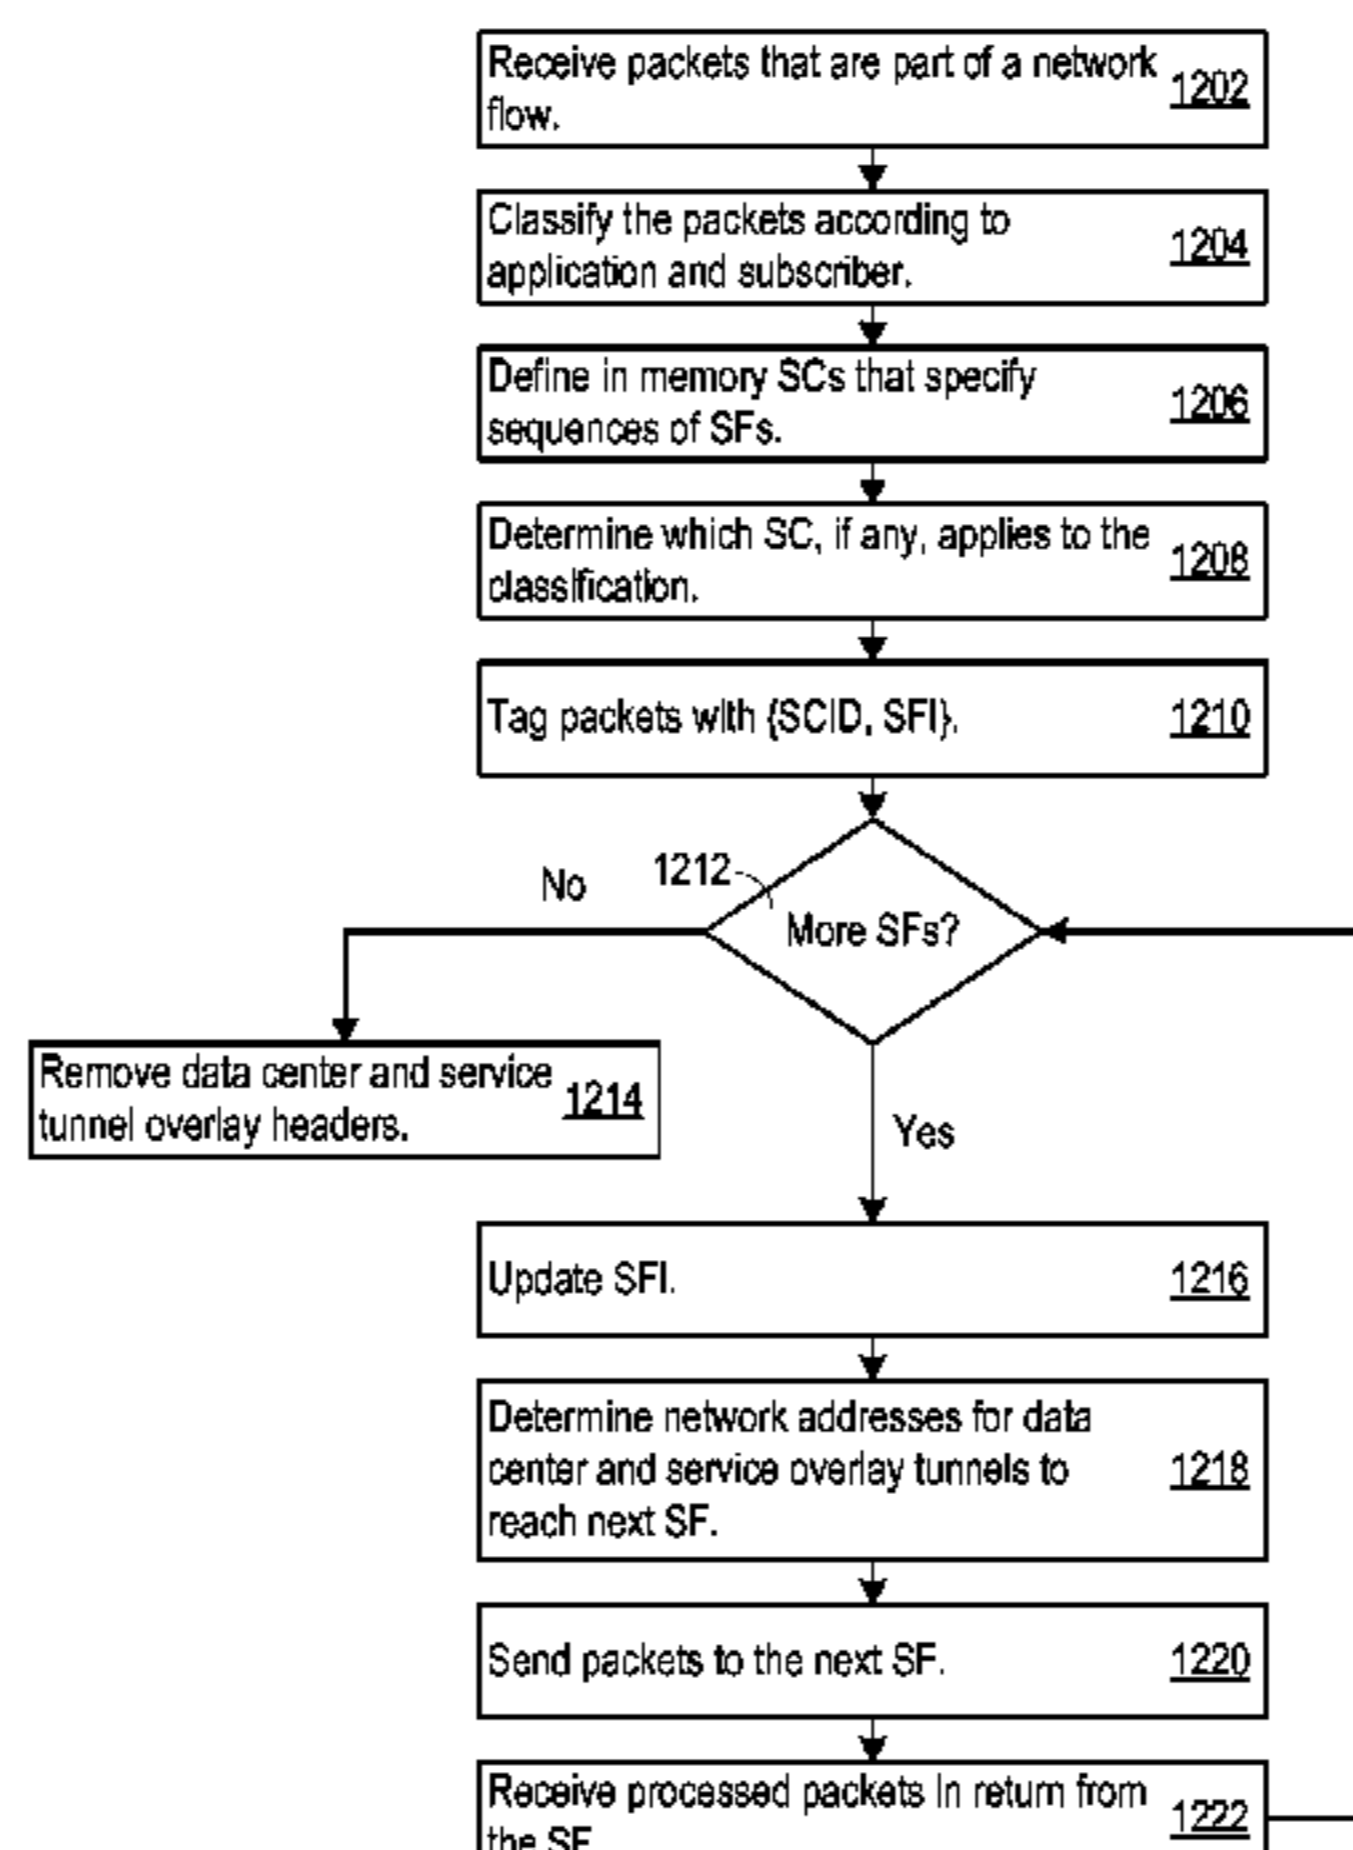 Receive packets that are part of a network
flow.
1202
Classify the packets according to
application and subscriber.
1204
Define in memory SCs that specify
sequences of SFs.
1206
Determine which SC, if any, applies to the
classification.
1208
Tag packets with {SCID, SFI}.
1210
No
1212
More SFs?
Remove data center and service
tunnel overlay headers.
1214
Yes
Update SFI.
1216
Determine network addresses for data
center and service overlay tunnels to
reach next SF.
1218
Send packets to the next SF.
1220
Receive processed packets in return from
the SF
1222